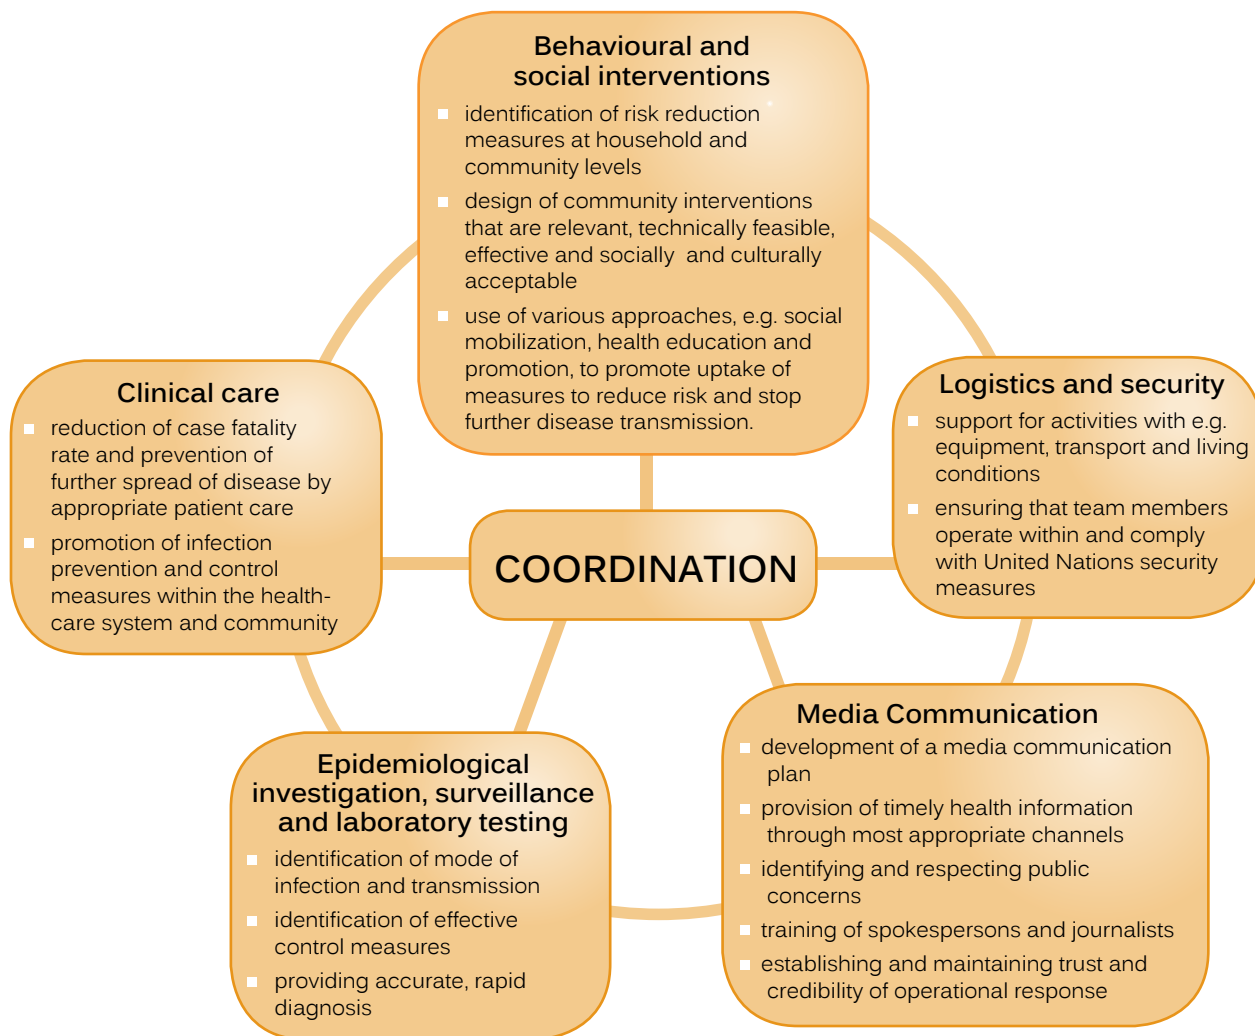 Behavioural and
social interventions
identification of risk reduction
measures at household and
community levels
design of community interventions
that are relevant, technically feasible,
effective and socially and culturally
acceptable
use of various approaches, e.g. social
mobilization, health education and
promotion, to promote uptake of
measures to reduce risk and stop
further disease transmission.
Clinical care
reduction of case fatality
rate and prevention of
further spread of disease by
appropriate patient care
promotion of infection
prevention and control
measures within the health-
care system and community
COORDINATION
Logistics and security
support for activities with e.g.
equipment, transport and living
conditions
ensuring that team members
operate within and comply
with United Nations security
measures
Epidemiological
investigation, surveillance
and laboratory testing
identification of mode of
infection and transmission
identification of effective
control measures
providing accurate, rapid
diagnosis
Media Communication
development of a media communication
plan
provision of timely health information
through most appropriate channels
identifying and respecting public
concerns
training of spokespersons and journalists
establishing and maintaining trust and
credibility of operational response